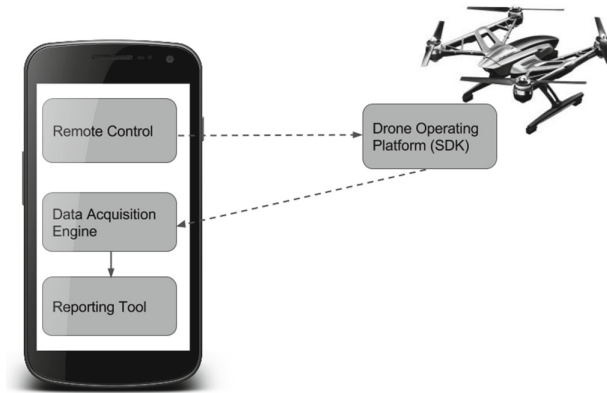 Remote Control
Drone Operating
Platform (SDK)
Data Acquisition
Engine
Reporting Tool